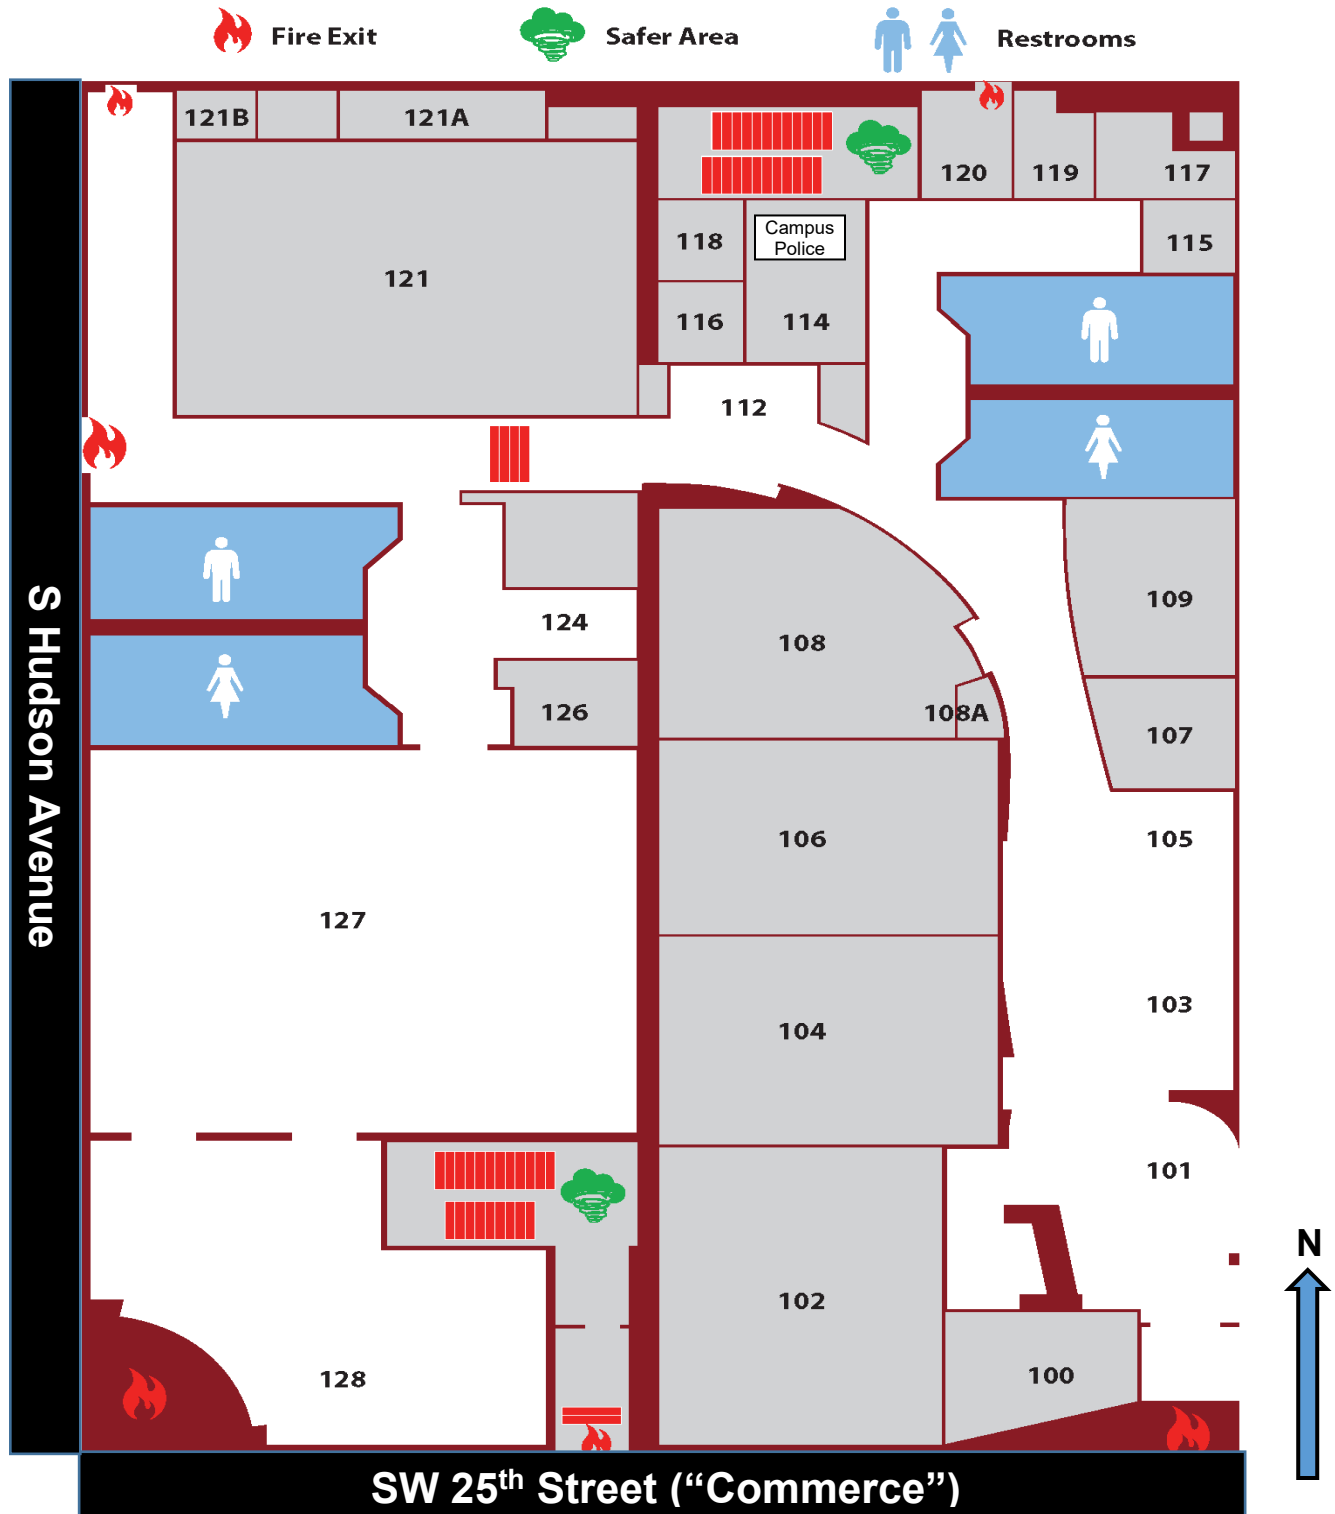 Fire Exit
Safer Area
Restrooms
121B
121A
120
119
117
118
Campus
Police
115
121
116
114
112
124
108
109
126
108A
107
106
105
127
104
103
101
102
128
100
N
S Hudson Avenue
SW 25th Street (“Commerce”)